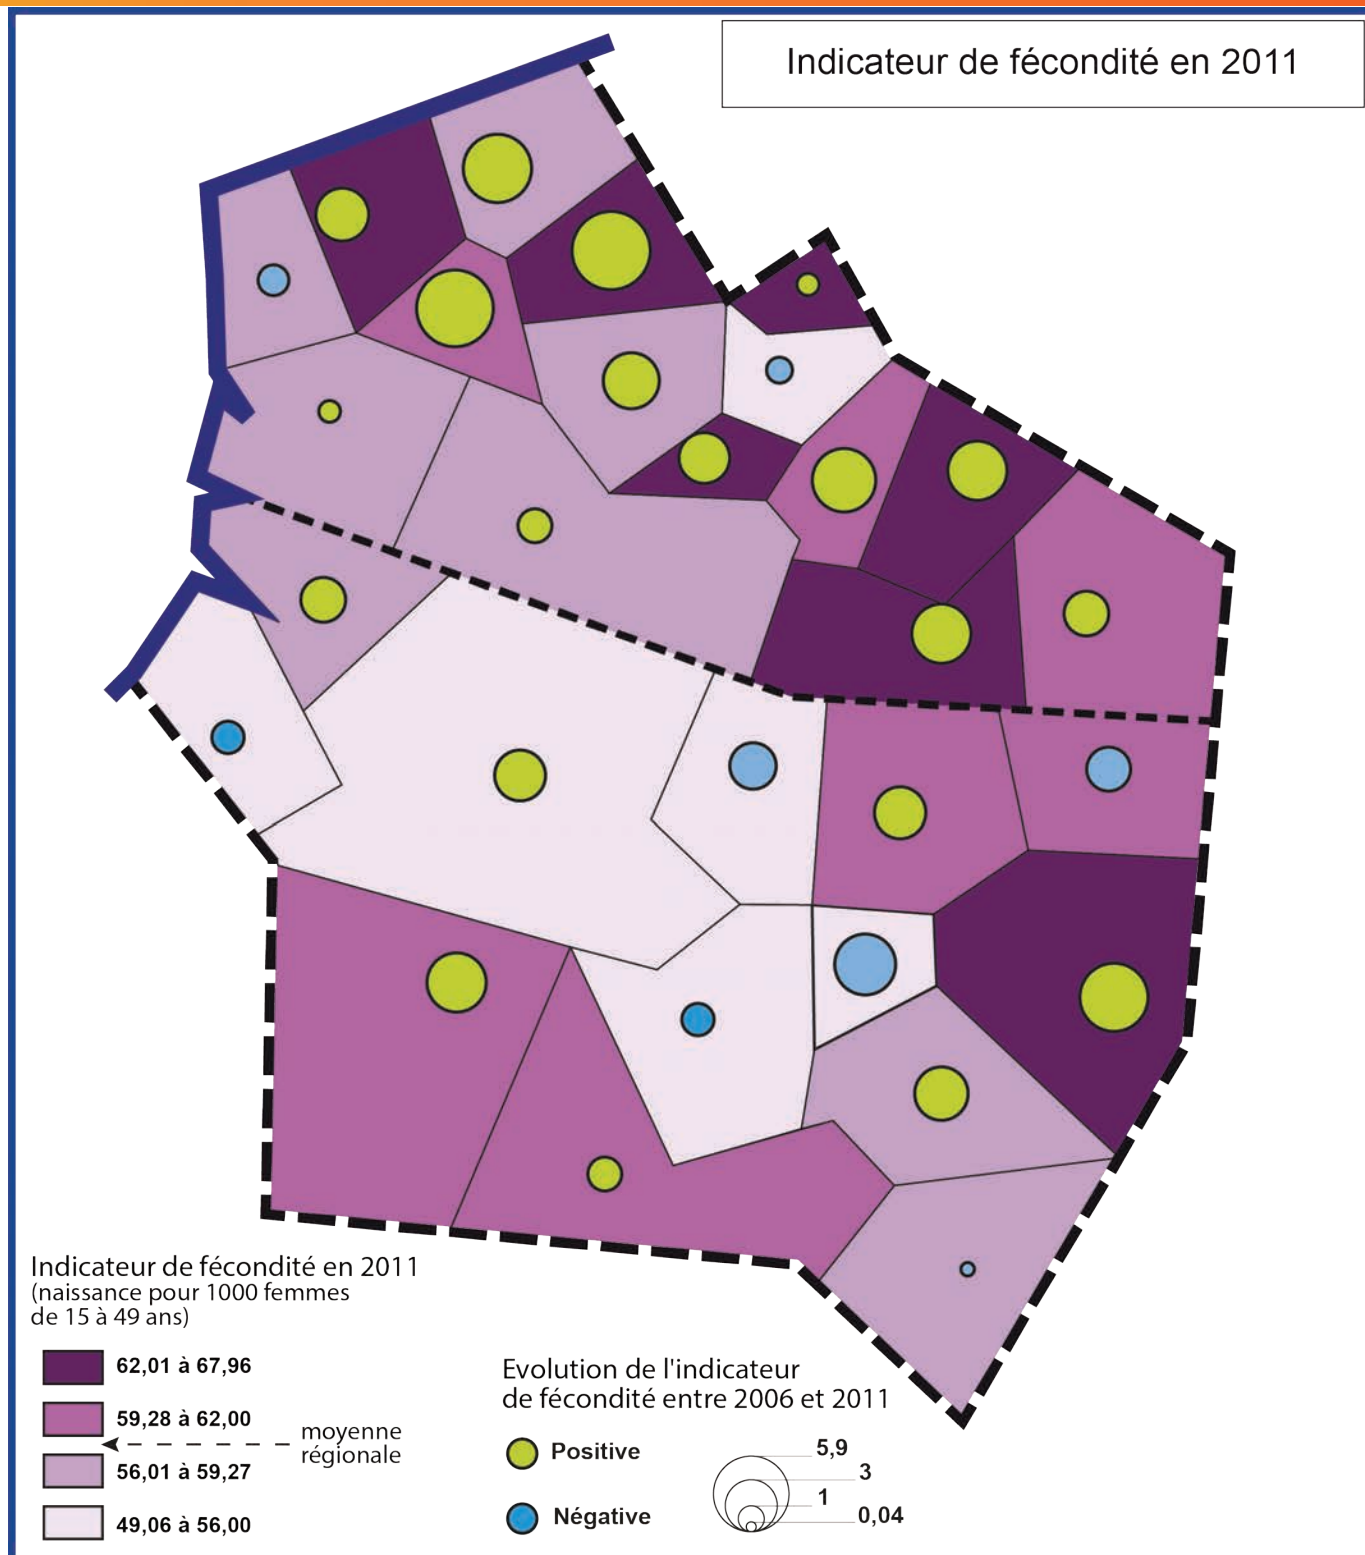 Indicateur de fécondité en 2011
Indicateur de fécondité en 2011
(naissance pour 1000 femmes
de 15 à 49 ans)
62,01 à 67,96
59,28 à 62,00
moyenne
régionale
56,01 à 59,27
49,06 à 56,00
Evolution de l'indicateur
de fécondité entre 2006 et 2011
Positive
Négative
5,9
3
1
0,04